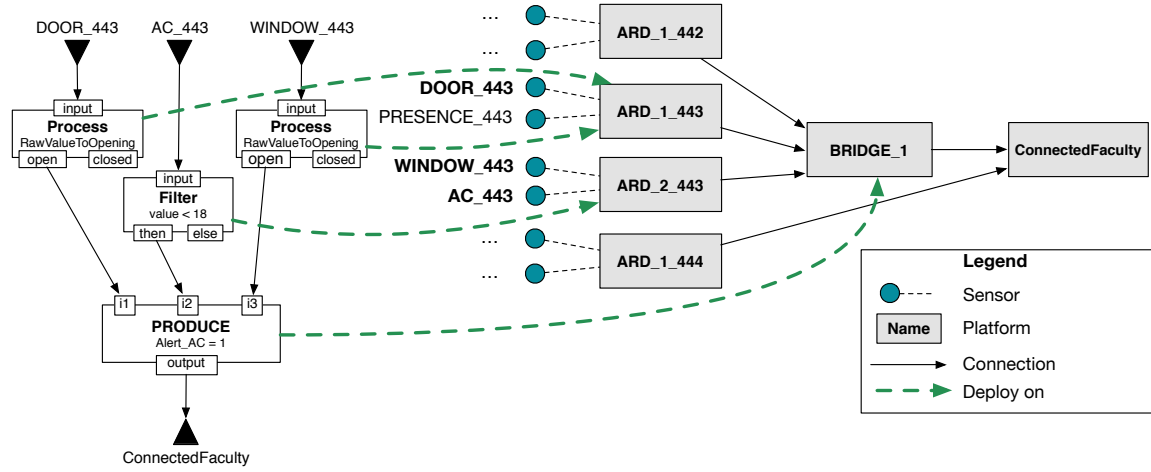 DOOR_443
AC_443
WINDOW_443
input
Process
RawValueToOpening
open
closed
input
Process
RawValueToOpening
open
closed
input
Filter
value < 18
then
else
i1
i2
i3
PRODUCE
Alert_AC = 1
output
ConnectedFaculty
...
...
DOOR_443
PRESENCE_443
WINDOW_443
AC_443
...
...
ARD_1_442
ARD_1_443
ARD_2_443
ARD_1_444
BRIDGE_1
ConnectedFaculty
Legend
Sensor
Name
Platform
Connection
Deploy on